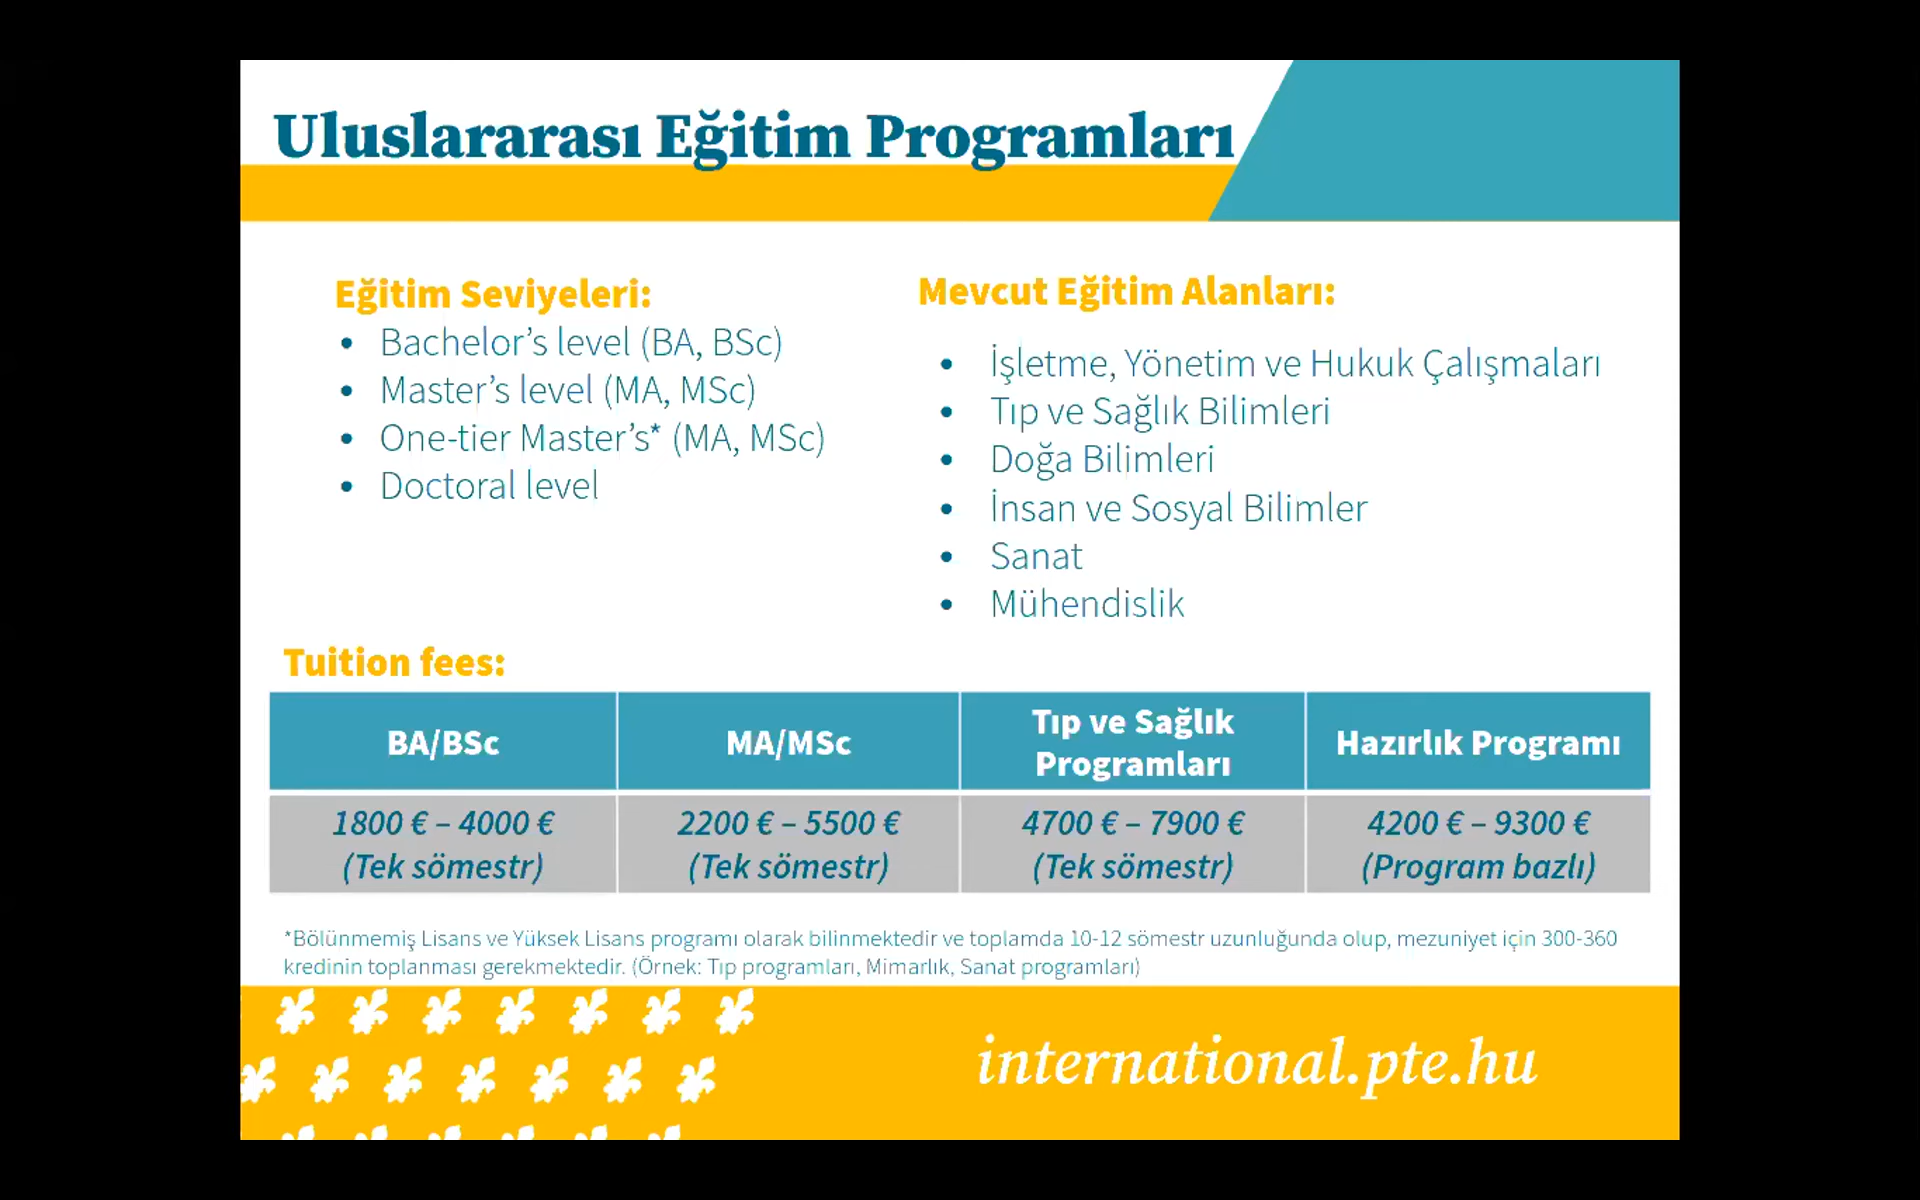 Uluslararası Eğitim Programları
Eğitim Seviyeleri:
• Bachelor’s level (BA, BSc)
• Master’s level (MA, MSc)
• One-tier Master’s* (MA, MSc)
• Doctoral level
Mevcut Eğitim Alanları:
• İşletme, Yönetim ve Hukuk Çalışmaları
• Tıp ve Sağlık Bilimleri
• Doğa Bilimleri
• İnsan ve Sosyal Bilimler
• Sanat
• Mühendislik
Tuition fees:
BA/BSc
MA/MSc
Tıp ve Sağlık
Programları
Hazırlık Programı
1800 € – 4000 €
(Tek sömestr)
2200 € – 5500 €
(Tek sömestr)
4700 € – 7900 €
(Tek sömestr)
4200 € – 9300 €
(Program bazlı)
*Bölünmemiş Lisans ve Yüksek Lisans programı olarak bilinmektedir ve toplamda 10-12 sömestr uzunluğunda olup, mezuniyet için 300-360
kredinin toplanması gerekmektedir. (Örnek: Tıp programları, Mimarlık, Sanat programları)
international.pte.hu